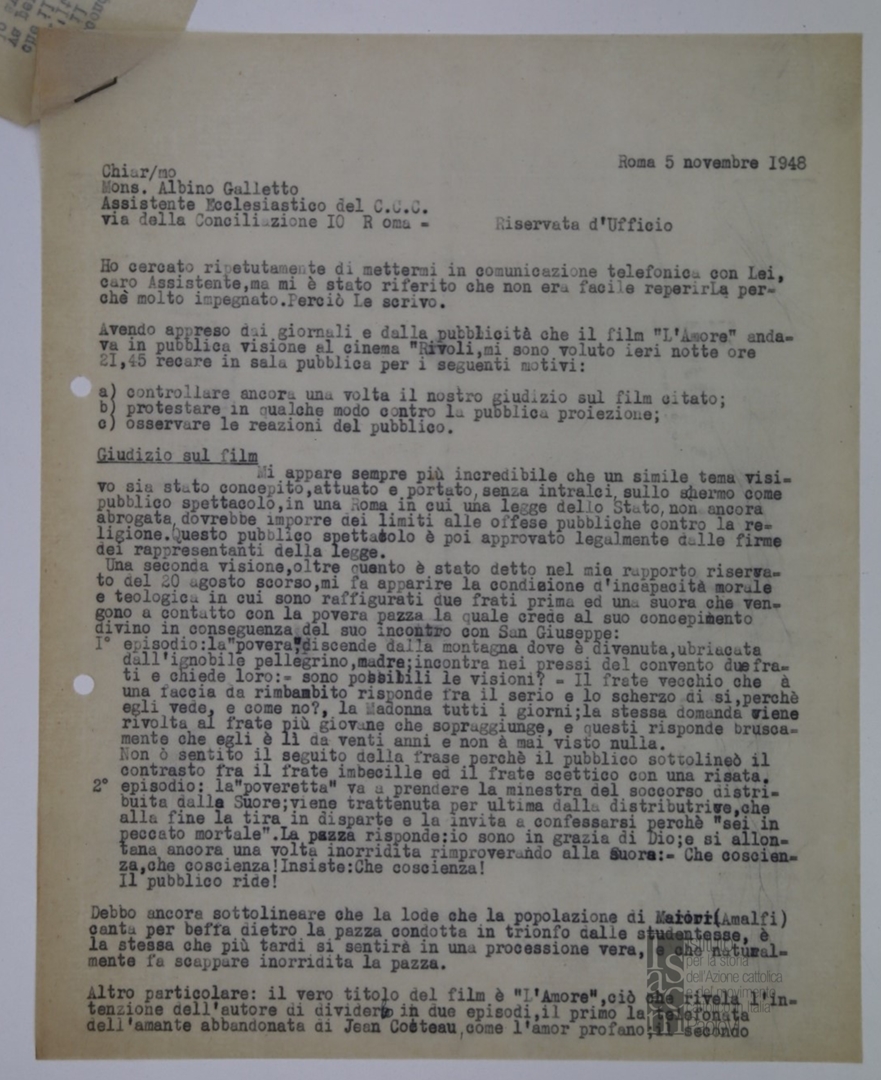 Roma 5 novembre 1948
Chiar/mo
Mons. Albino Galletto
Assistente Ecclesiastico del C.C.C.
via della Conciliazione IO R oma - Riservata d'Ufficio
Ho cercato ripetutamente di mettermi in comunicazione telefonica con Lei,
caro Assistente,ma mi è stato riferito che non era facile reperirLa per=
chè molto impegnato.Perciò Le scrivo.
Avendo appreso dai giornali e dalla pubblicità che il film "L'Amore" anda=
va in pubblica visione al cinema "Rivoli,mi sono voluto ieri notte ore
21,45 recare in sala pubblica per i seguenti motivi:
a) controllare ancora una volta il nostro giudizio sul film citato;
b) protestare in qualche modo contro la pubblica proiezione;
c) osservare le reazioni del pubblico.
Giudizio sul film
Mi appare sempre più incredibile che un simile tema visi=
vo sia stato concepito,attuato e portato,senza intralci,sullo shermo come
pubblico spettacolo,in una Roma in cui una legge dello Stato,non ancora
abrogata,dovrebbe imporre dei limiti alle offese pubbliche contro la re=
ligione.Questo pubblico spettacolo è poi approvato legalmente dalle firme
dei rappresentanti della legge.
Una seconda visione,oltre quento è stato detto nel mio rapporto riserva=
to del 20 agosto scorso,mi fa apparire la condizione d'incapacità morale
e teologica in cui sono raffigurati due frati prima ed una suora che ven=
gono a contatto con la povera pazza la quale crede al suo concepimento
divino in conseguenza del suo incontro con San Giuseppe:
1° episodio:la"povera"discende dalla montagna dove è divenuta,ubriacata
dall'ignobile pellegrino,madre;incontra nei pressi del convento due fra=
ti e chiede loro:= sono possibili le visioni? = Il frate vecchio che à
una faccia da rimbambito risponde fra il serio e lo scherzo di si,perchè
egli vede, e come no?, la Madonna tutti i giorni;la stessa domanda viene
rivolta al frate più giovane che sopraggiunge, e questi risponde brusca=
mente che egli è lì da venti anni e non à mai visto nulla.
Non ò sentito il seguito della frase perchè il pubblico sottolineò il
contrasto fra il frate imbecille ed il frate scettico con una risata.
2° episodio: la"poveretta" va a prendere la minestra del soccorso distri=
buita dalle Suore;viene trattenuta per ultima dalla distributrive,che
alla fine la tira in disparte e la invita a confessarsi perchè "sei in
peccato mortale".La pazza risponde:io sono in grazia di Dio;e si allon=
tana ancora una volta inorridita rimproverando alla Suora:= Che coscien=
za,che coscienza!Insiste:Che coscienza!
Il pubblico ride!
Debbo ancora sottolineare che la lode che la popolazione di Maiori(Amalfi)
canta per beffa dietro la pazza condotta in trionfo dalle studentesse, è
la stessa che più tardi si sentirà in una processione vera, e che natural=
mente fa scappare inorridita la pazza.
Altro particolare: il vero titolo del film è "L'Amore",ciò che rivela l'in=
tenzione dell'autore di dividere in due episodi,il primo la telefonata
dell'amante abbandonata di Jean Cocteau,come l'amor profano;il secondo
per la storia
dell'Azione cattolica
e del movimento